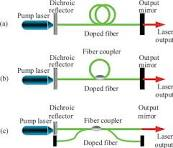 Dichroic
reflector
Output
mirror
Pump laser
(a)
Doped fiber
Laser
output
Dichroic
reflector
Output
mirror
Pump laser
Fiber coupler
(b)
Doped fiber
Laser
output
Dichroic
reflector
Output
mirror
Pump laser
Fiber coupler
(c)
Doped fiber
Laser
output